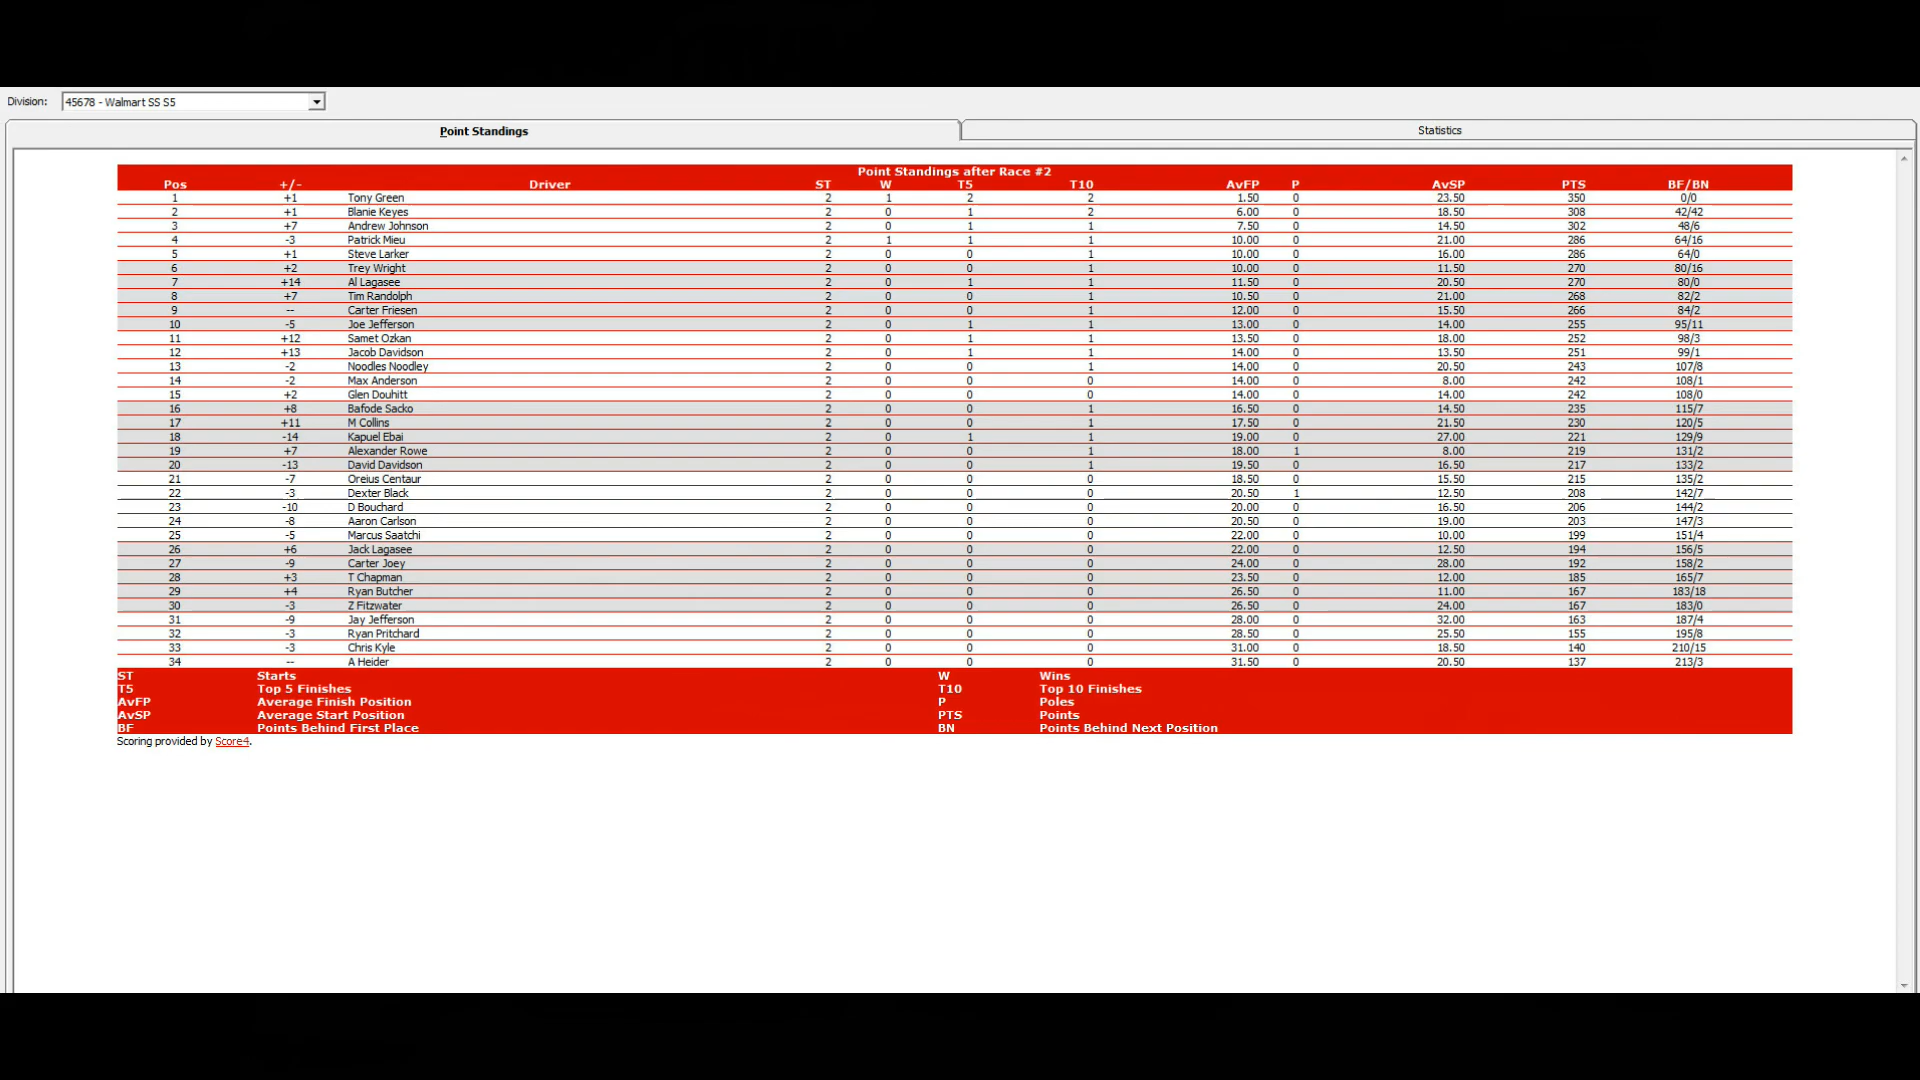 Division: 45678 - Walmart SS S5
Point Standings Statistics
Point Standings after Race #2
Pos +/- Driver ST W T5 T10 AvFP P AvSP PTS BF/BN
1 +1 Tony Green 2 1 2 2 1.50 0 23.50 350 0/0
2 +1 Blanie Keyes 2 0 1 2 6.00 0 18.50 308 42/42
3 +7 Andrew Johnson 2 0 1 1 7.50 0 14.50 302 48/6
4 -3 Patrick Mieu 2 1 1 1 10.00 0 21.00 286 64/16
5 +1 Steve Larker 2 0 0 1 10.00 0 16.00 286 64/0
6 +2 Trey Wright 2 0 0 1 10.00 0 11.50 270 80/16
7 +14 Al Lagasee 2 0 1 1 11.50 0 20.50 270 80/0
8 +7 Tim Randolph 2 0 0 1 10.50 0 21.00 268 82/2
9 -- Carter Friesen 2 0 0 1 12.00 0 15.50 266 84/2
10 -5 Joe Jefferson 2 0 1 1 13.00 0 14.00 255 95/11
11 +12 Samet Ozkan 2 0 1 1 13.50 0 18.00 252 98/3
12 +13 Jacob Davidson 2 0 1 1 14.00 0 13.50 251 99/1
13 -2 Noodles Noodley 2 0 0 1 14.00 0 20.50 243 107/8
14 -2 Max Anderson 2 0 0 0 14.00 0 8.00 242 108/1
15 +2 Glen Douhitt 2 0 0 0 14.00 0 14.00 242 108/0
16 +8 Bafode Sacko 2 0 0 1 16.50 0 14.50 235 115/7
17 +11 M Collins 2 0 0 1 17.50 0 21.50 230 120/5
18 -14 Kapuel Ebai 2 0 1 1 19.00 0 27.00 221 129/9
19 +7 Alexander Rowe 2 0 0 1 18.00 1 8.00 219 131/2
20 -13 David Davidson 2 0 0 1 19.50 0 16.50 217 133/2
21 -7 Oreius Centaur 2 0 0 0 18.50 0 15.50 215 135/2
22 -3 Dexter Black 2 0 0 0 20.50 1 12.50 208 142/7
23 -10 D Bouchard 2 0 0 0 20.00 0 16.50 206 144/2
24 -8 Aaron Carlson 2 0 0 0 20.50 0 19.00 203 147/3
25 -5 Marcus Saatchi 2 0 0 0 22.00 0 10.00 199 151/4
26 +6 Jack Lagasee 2 0 0 0 22.00 0 12.50 194 156/5
27 -9 Carter Joey 2 0 0 0 24.00 0 28.00 192 158/2
28 +3 T Chapman 2 0 0 0 23.50 0 12.00 185 165/7
29 +4 Ryan Butcher 2 0 0 0 26.50 0 11.00 167 183/18
30 -3 Z Fitzwater 2 0 0 0 26.50 0 24.00 167 183/0
31 -9 Jay Jefferson 2 0 0 0 28.00 0 32.00 163 187/4
32 -3 Ryan Pritchard 2 0 0 0 28.50 0 25.50 155 195/8
33 -3 Chris Kyle 2 0 0 0 31.00 0 18.50 140 210/15
34 -- A Heider 2 0 0 0 31.50 0 20.50 137 213/3
ST Starts W Wins
T5 Top 5 Finishes T10 Top 10 Finishes
AvFP Average Finish Position P Poles
AvSP Average Start Position PTS Points
BF Points Behind First Place BN Points Behind Next Position
Scoring provided by Score4.